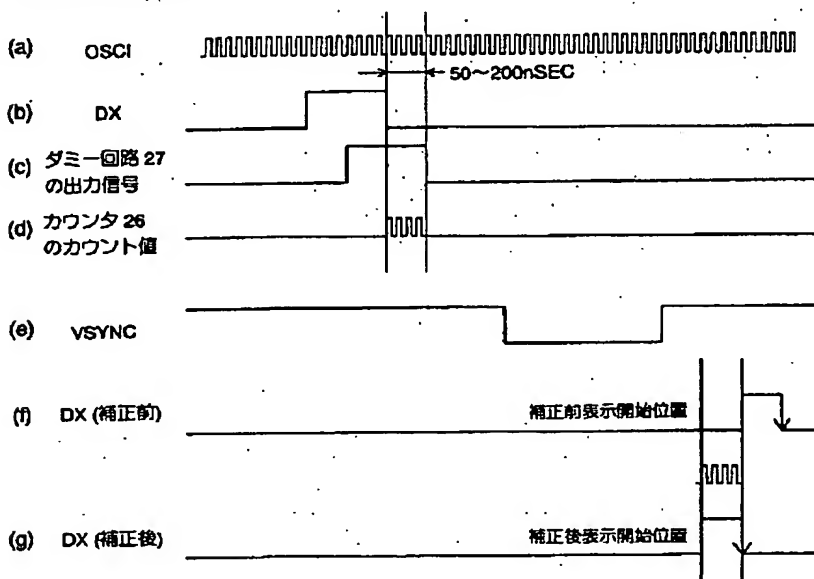 (a) OSCI
50～200nSEC
(b) DX
(c) ダミー回路 27
の出力信号
(d) カウンタ 26
のカウント値
(e) VSYNC
(f) DX (補正前) 補正前表示開始位置
(g) DX (補正後) 補正後表示開始位置